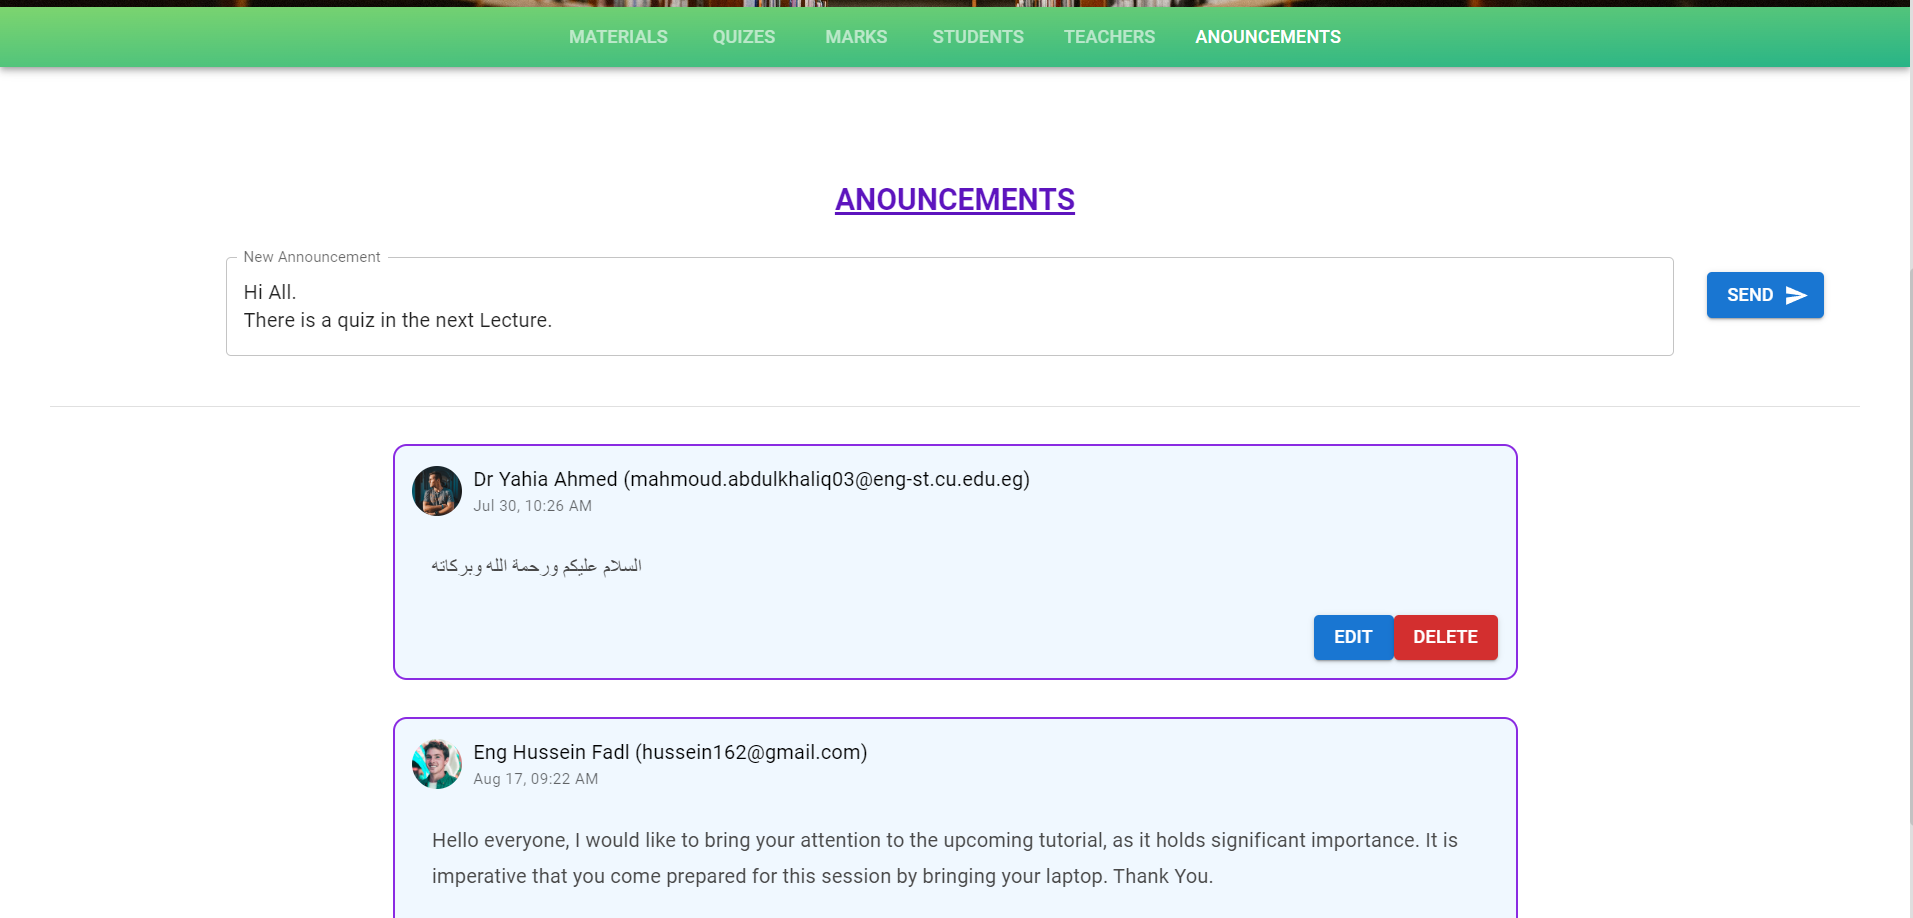 MATERIALS QUIZES MARKS STUDENTS TEACHERS ANOUNCEMENTS
ANOUNCEMENTS
New Announcement
Hi All.
There is a quiz in the next Lecture.
SEND
Dr Yahia Ahmed (mahmoud.abdulkhaliq03@eng-st.cu.edu.eg)
Jul 30, 10:26 AM
السلام عليكم ورحمة الله وبركاته
EDIT DELETE
Eng Hussein Fadl (hussein162@gmail.com)
Aug 17, 09:22 AM
Hello everyone, I would like to bring your attention to the upcoming tutorial, as it holds significant importance. It is
imperative that you come prepared for this session by bringing your laptop. Thank You.